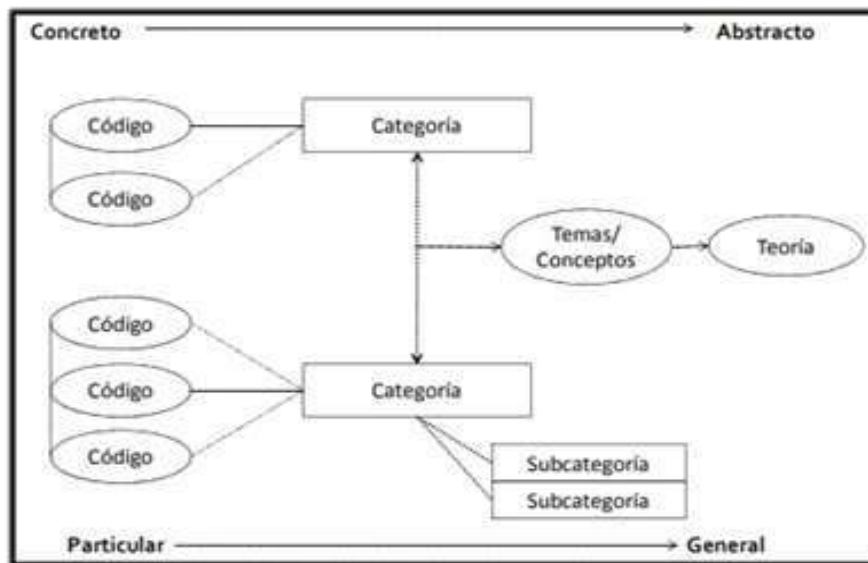 Concreto
Abstracto
Código
Categoría
Código
Temas/
Conceptos
Teoría
Código
Código
Categoría
Código
Subcategoría
Subcategoría
Particular
General